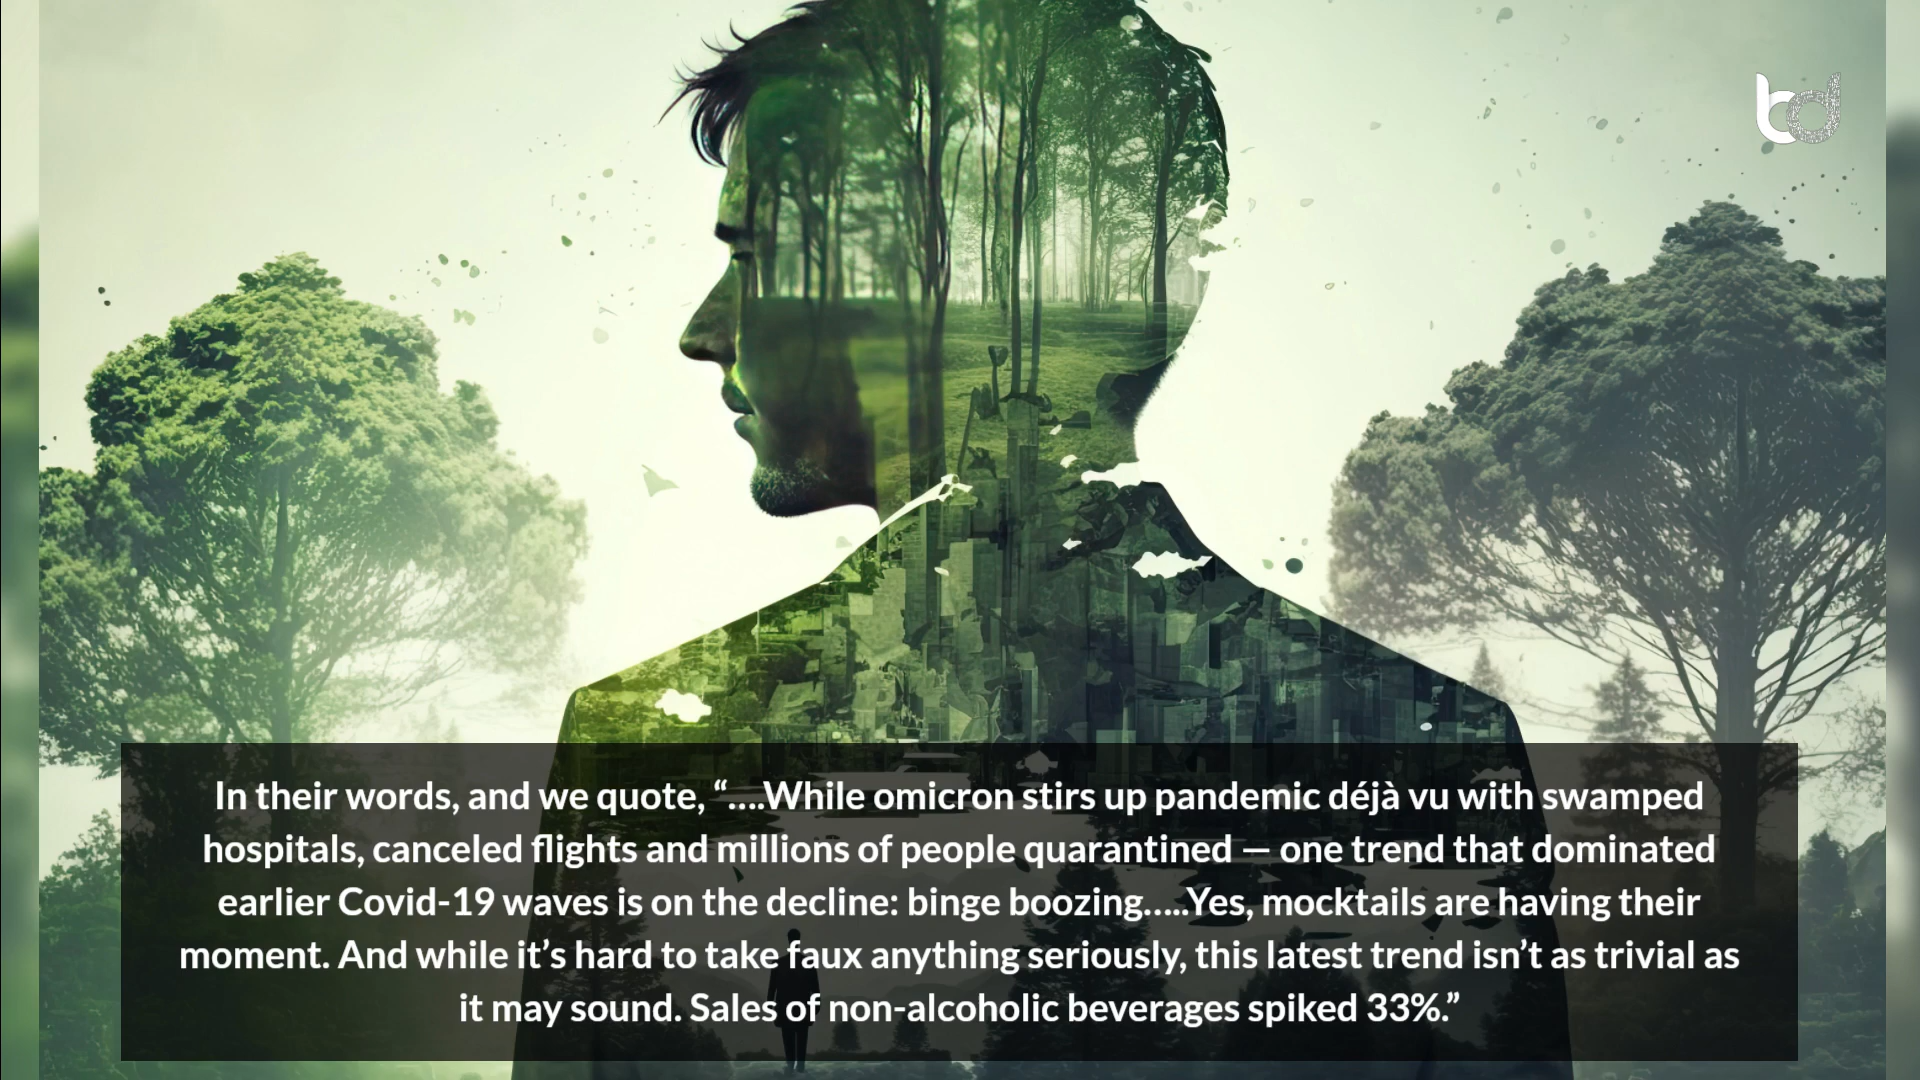 bd
In their words, and we quote, “….While omicron stirs up pandemic déjà vu with swamped
hospitals, canceled flights and millions of people quarantined — one trend that dominated
earlier Covid-19 waves is on the decline: binge boozing…..Yes, mocktails are having their
moment. And while it’s hard to take faux anything seriously, this latest trend isn’t as trivial as
it may sound. Sales of non-alcoholic beverages spiked 33%.”